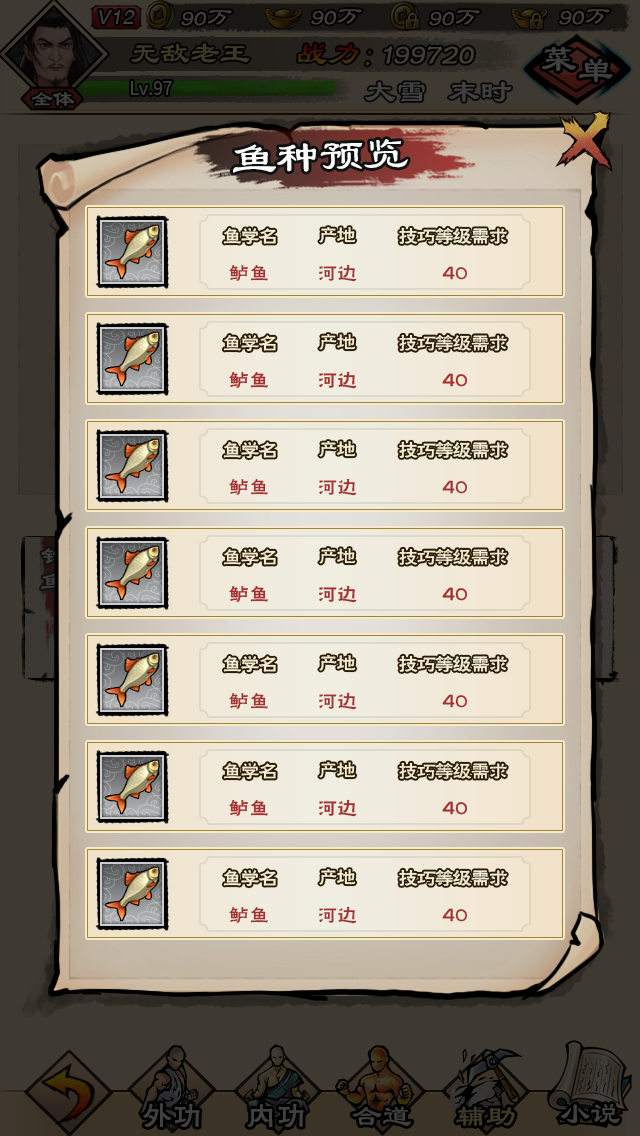 V12 90万 90万 90万 90万
无敌老王 战力：199720
菜单
全体 Lv.97 大雪 末时
鱼种预览
鱼学名 产地 技巧等级需求
鲈鱼 河边 40
鱼学名 产地 技巧等级需求
鲈鱼 河边 40
鱼学名 产地 技巧等级需求
鲈鱼 河边 40
鱼学名 产地 技巧等级需求
鲈鱼 河边 40
鱼学名 产地 技巧等级需求
鲈鱼 河边 40
鱼学名 产地 技巧等级需求
鲈鱼 河边 40
鱼学名 产地 技巧等级需求
鲈鱼 河边 40
外功 内功 合道 辅助 小说